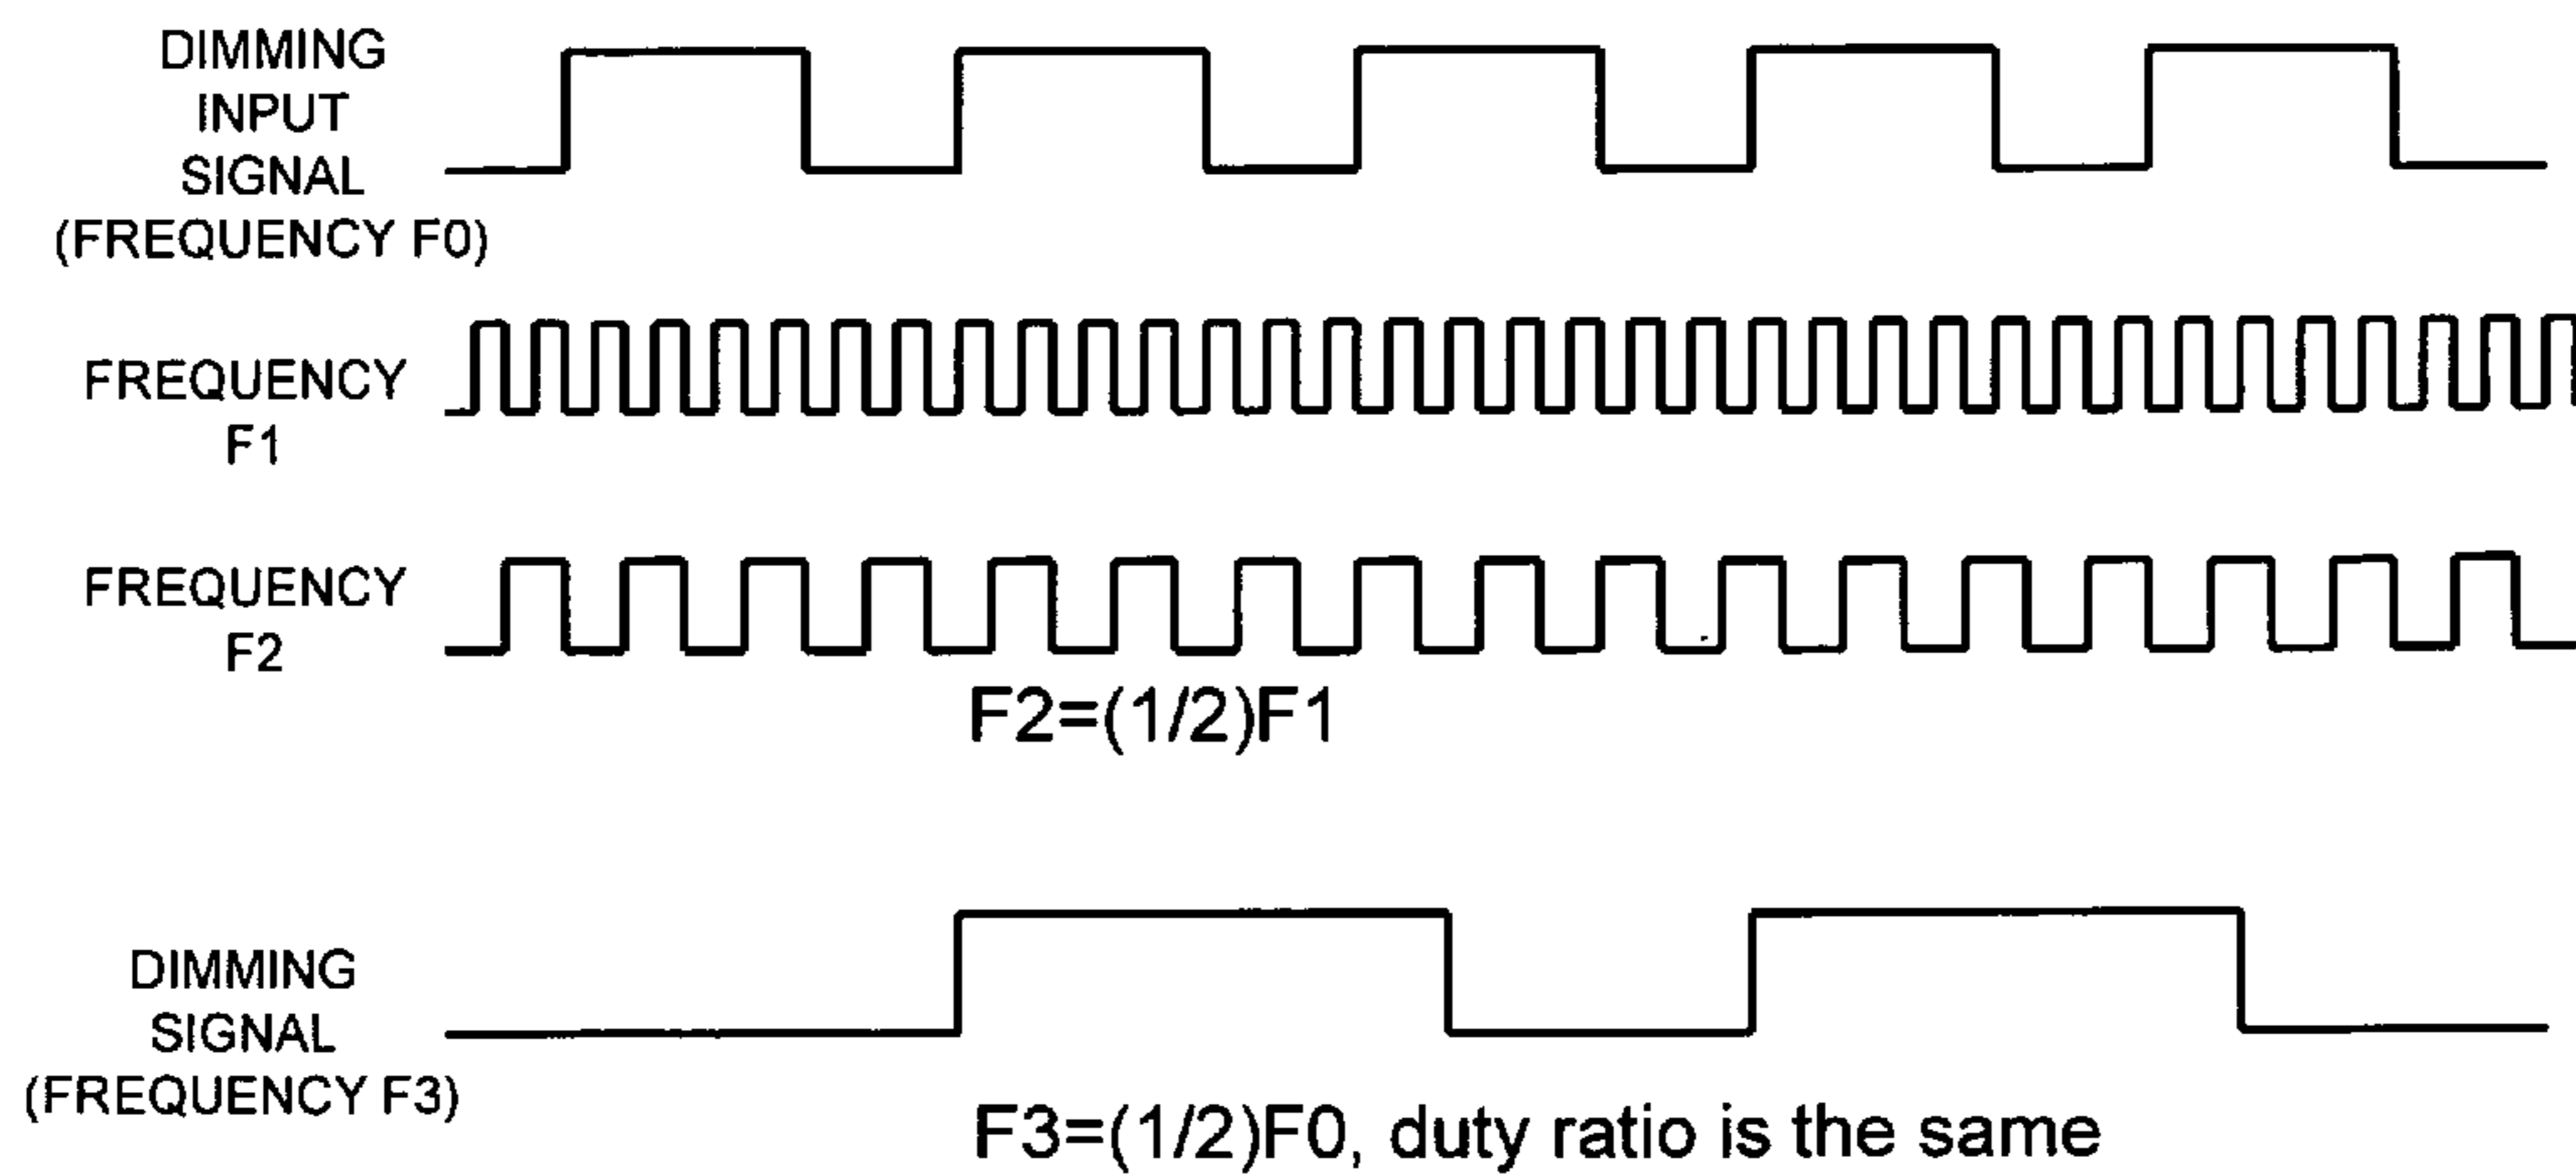 DIMMING
INPUT
SIGNAL
(FREQUENCY F0)
FREQUENCY
F1
FREQUENCY
F2
F2=(1/2)F1
DIMMING
SIGNAL
(FREQUENCY F3)
F3=(1/2)F0, duty ratio is the same